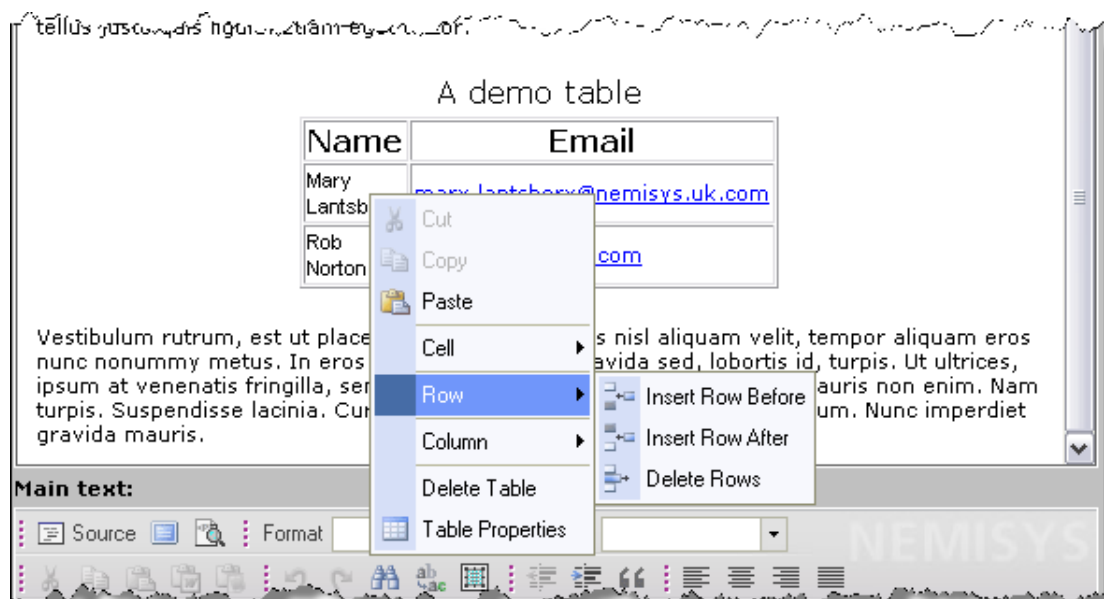 tellus
A demo table
Name Email
Mary
Lantsb
mary.lantsbery@nemisys.uk.com
Rob
Norton
.com
Cut
Copy
Paste
Cell
Row
Column
Delete Table
Table Properties
Insert Row Before
Insert Row After
Delete Rows
Vestibulum rutrum, est ut place s nisl aliquam velit, tempor aliquam eros
nunc nonummy metus. In eros avida sed, lobortis id, turpis. Ut ultrices,
ipsum at venenatis fringilla, sem auris non enim. Nam
turpis. Suspendisse lacinia. Cur um. Nunc imperdiet
gravida mauris.
Main text:
Source Format
NEMISYS